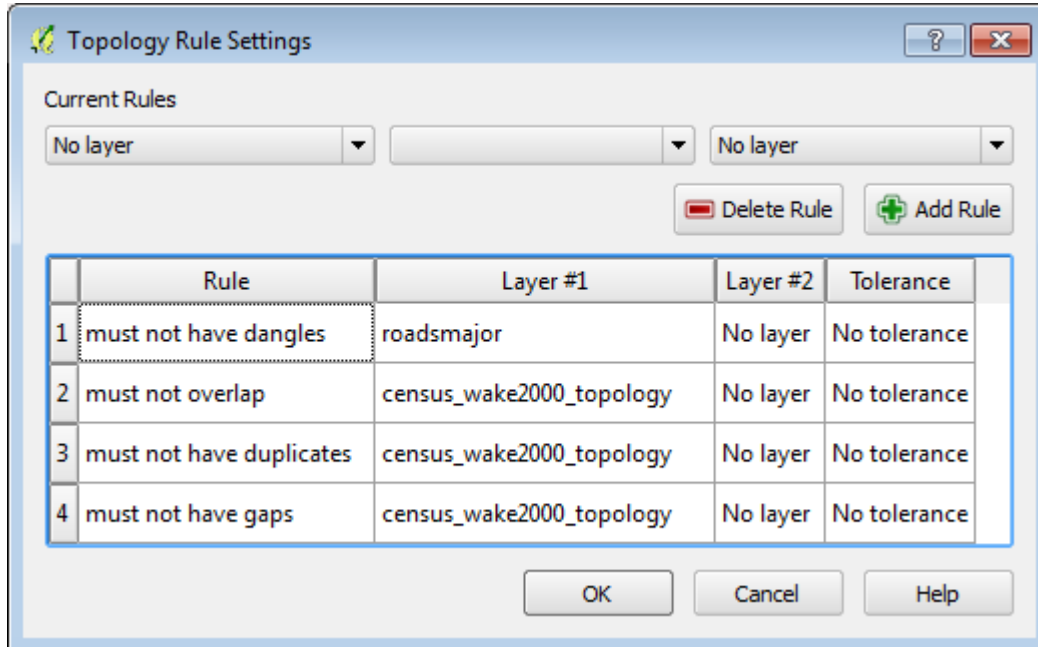 Topology Rule Settings
?
Current Rules
No layer No layer
Delete Rule Add Rule
Rule Layer #1 Layer #2 Tolerance
1 must not have dangles roadsmajor No layer No tolerance
2 must not overlap census_wake2000_topology No layer No tolerance
3 must not have duplicates census_wake2000_topology No layer No tolerance
4 must not have gaps census_wake2000_topology No layer No tolerance
OK Cancel Help